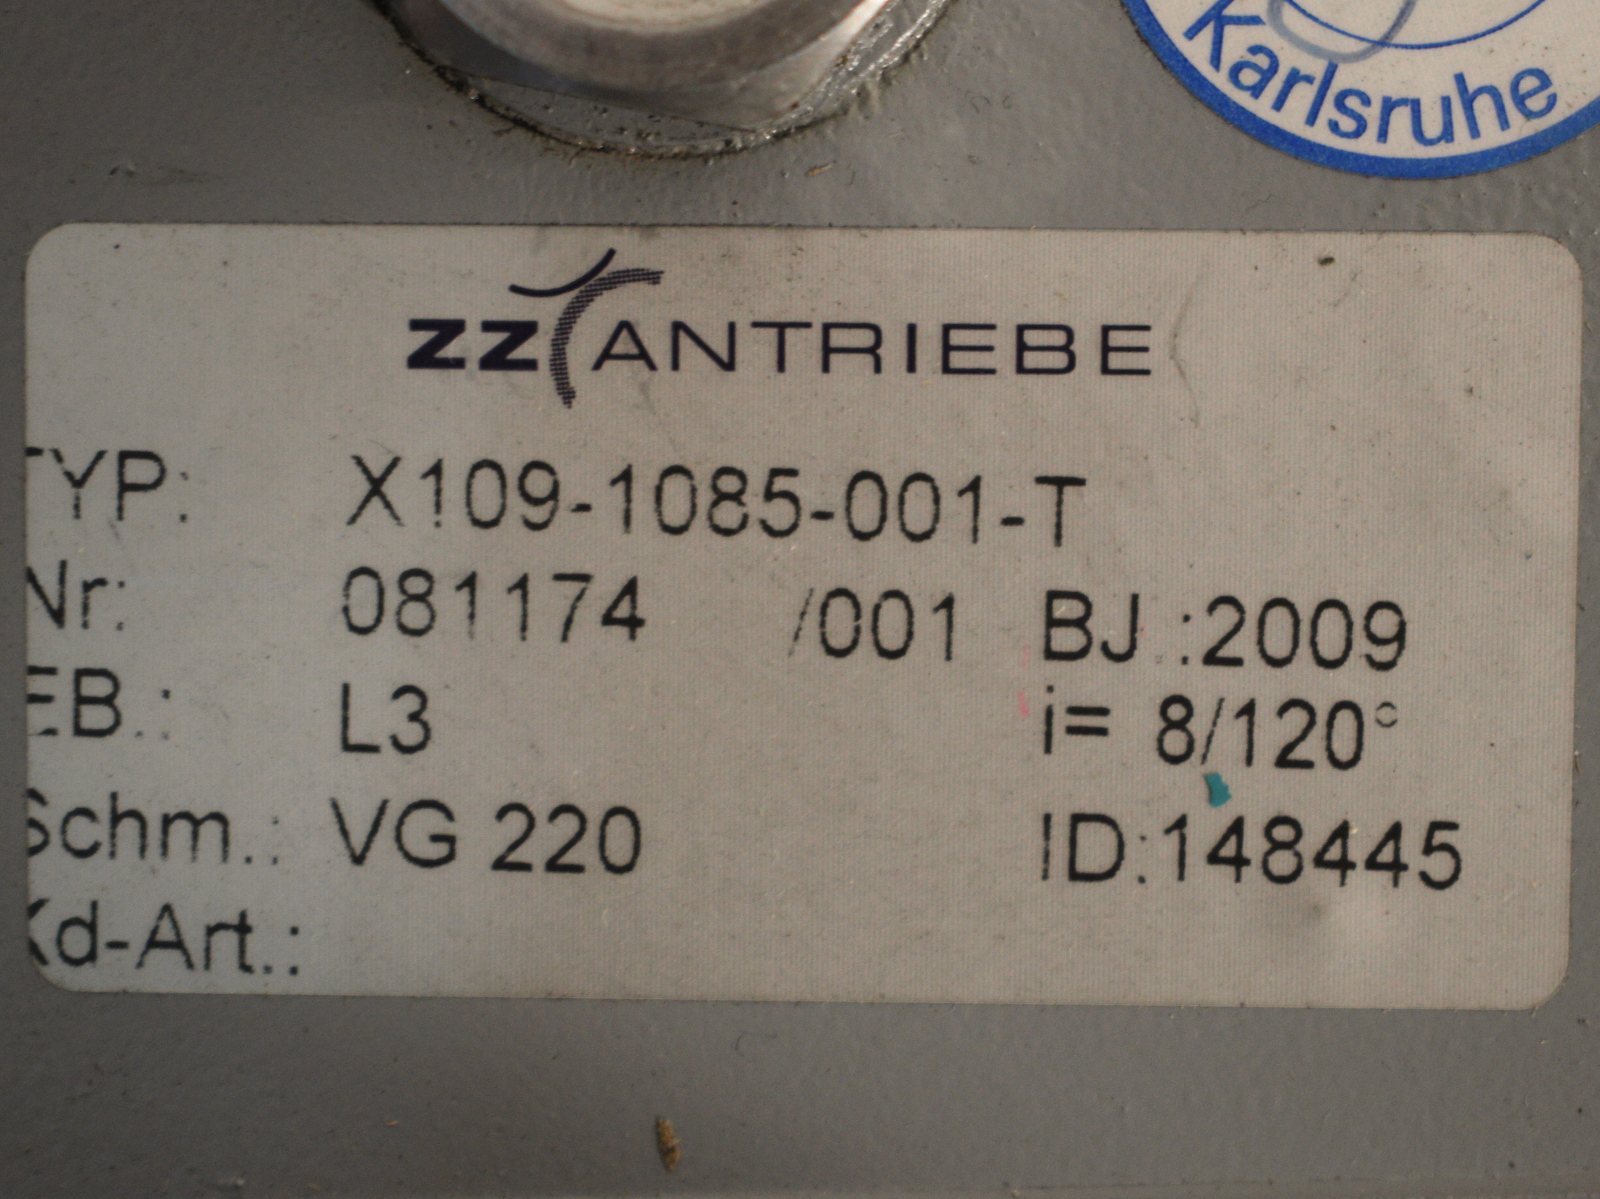 Karlsruhe
ZZ ANTRIEBE
TYP: X109-1085-001-T
Nr: 081174 /001 BJ.:2009
EB.: L3 i= 8/120°
Schm.: VG 220 ID:148445
Kd-Art.: